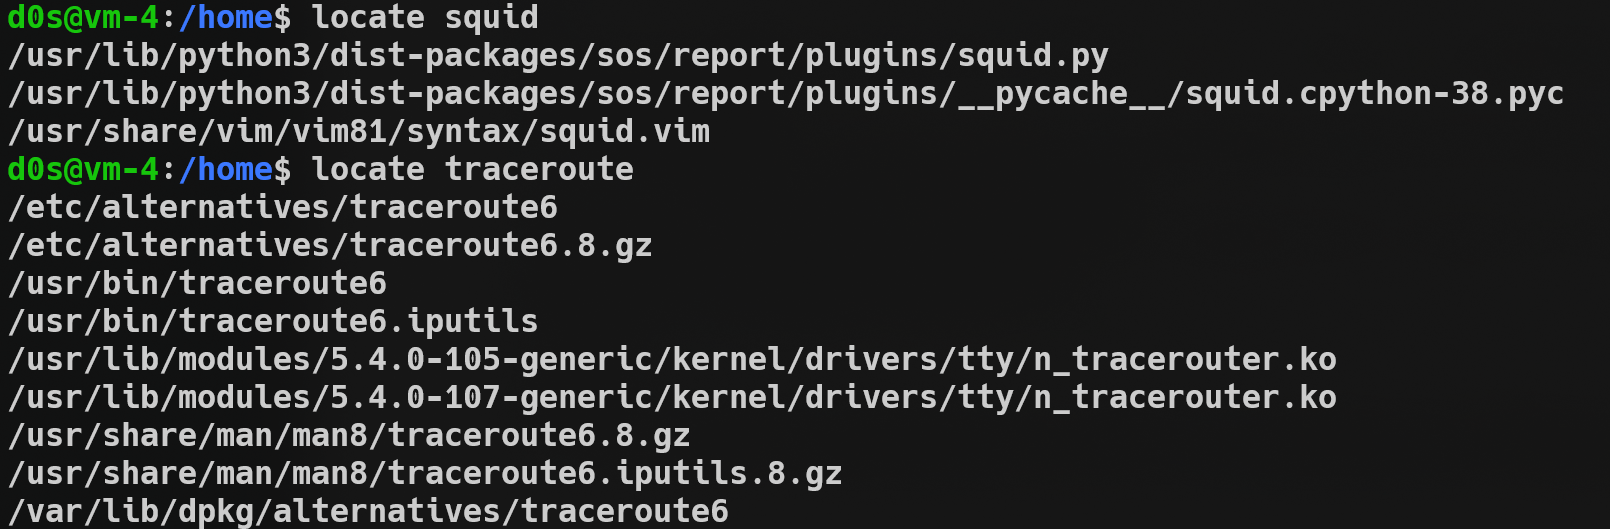 d0s@vm-4:/home$ locate squid
/usr/lib/python3/dist-packages/sos/report/plugins/squid.py
/usr/lib/python3/dist-packages/sos/report/plugins/__pycache__/squid.cpython-38.pyc
/usr/share/vim/vim81/syntax/squid.vim
d0s@vm-4:/home$ locate traceroute
/etc/alternatives/traceroute6
/etc/alternatives/traceroute6.8.gz
/usr/bin/traceroute6
/usr/bin/traceroute6.iputils
/usr/lib/modules/5.4.0-105-generic/kernel/drivers/tty/n_tracerouter.ko
/usr/lib/modules/5.4.0-107-generic/kernel/drivers/tty/n_tracerouter.ko
/usr/share/man/man8/traceroute6.8.gz
/usr/share/man/man8/traceroute6.iputils.8.gz
/var/lib/dpkg/alternatives/traceroute6